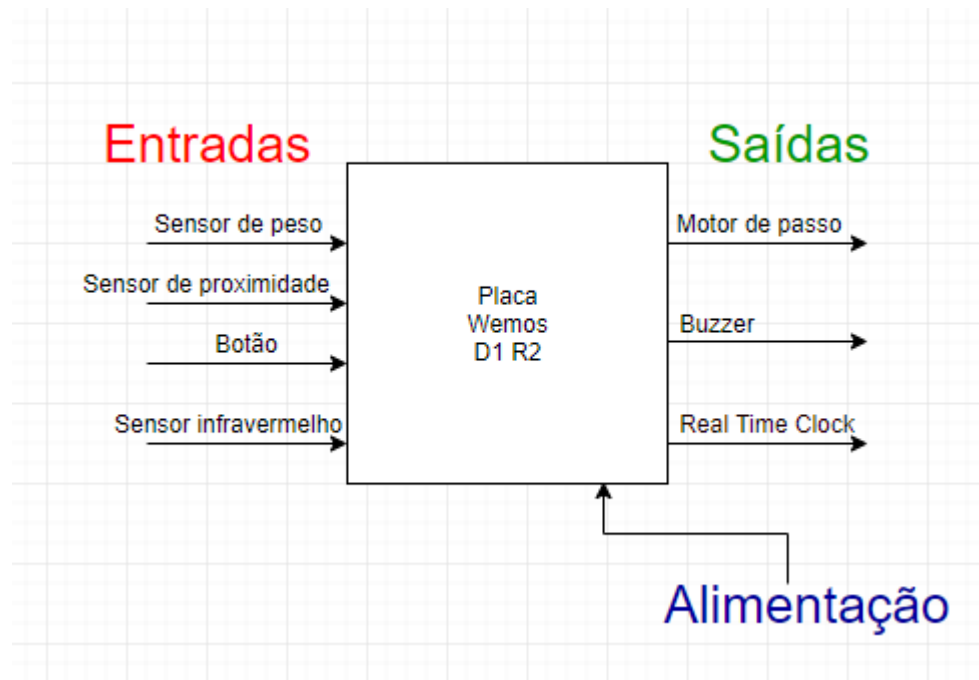 Entradas
Saídas
Sensor de peso
Sensor de proximidade
Botão
Sensor infravermelho
Placa
Wemos
D1 R2
Motor de passo
Buzzer
Real Time Clock
Alimentação